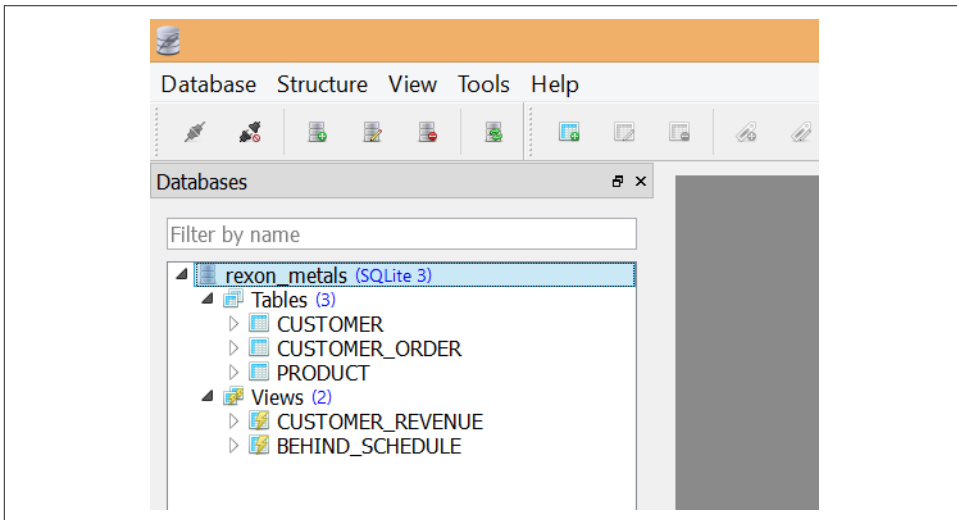 Database Structure View Tools Help
Databases
Filter by name
rexon_metals (SQLite 3)
Tables (3)
CUSTOMER
CUSTOMER_ORDER
PRODUCT
Views (2)
CUSTOMER_REVENUE
BEHIND_SCHEDULE